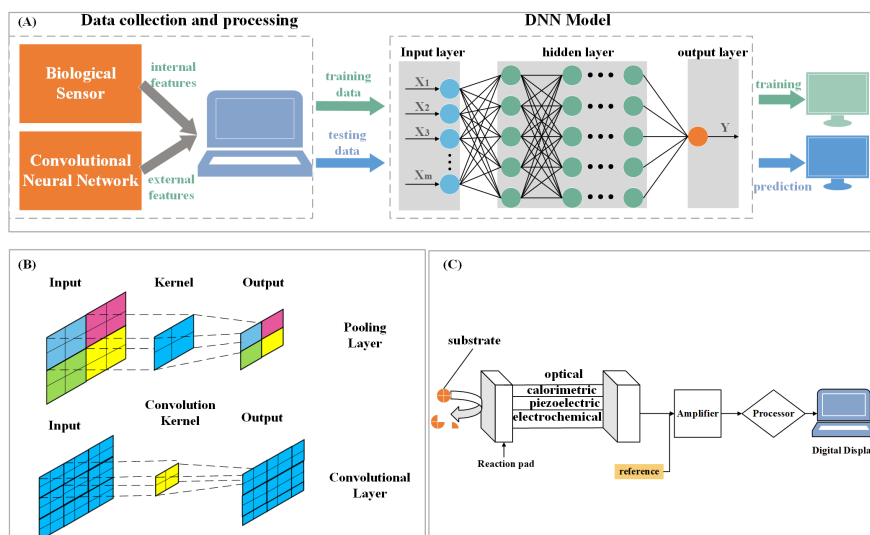 (A)
Data collection and processing
DNN Model
Biological
Sensor
Convolutional
Neural Network
internal
features
external
features
training
data
testing
data
Input layer
hidden layer
output layer
X1
X2
X3
Xm
Y
training
prediction
(B)
Input
Kernel
Output
Pooling
Layer
Input
Convolution
Kernel
Output
Convolutional
Layer
(C)
substrate
optical
calorimetric
piezoelectric
electrochemical
Reaction pad
reference
Amplifier
Processor
Digital Displa